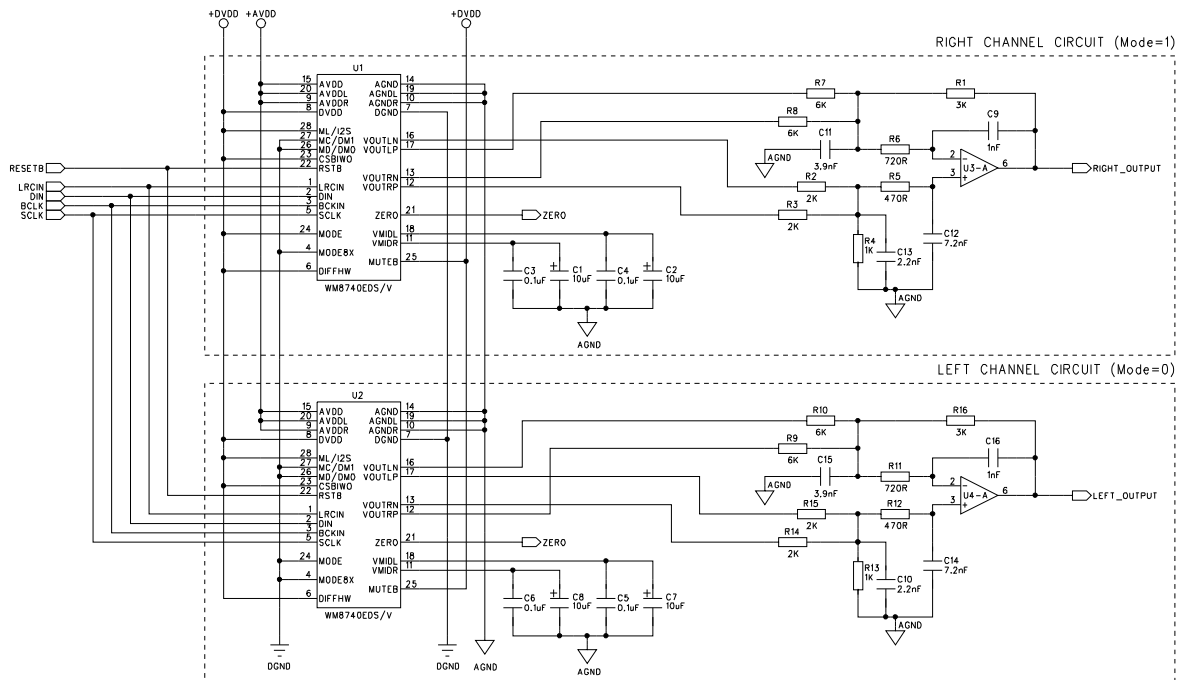 +DVDD +AVDD +DVDD
RIGHT CHANNEL CIRCUIT (Mode=1)
U1
15 AVDD AGND 14
20 AVDDL AGNDL 19
9 AVDDR AGNDR 10
8 DVDD DGND 7
28 ML/I2S
27 MC/DM1 VOUTLN 16
26 MD/DM0 VOUTLP 17
23 CSBIWO
22 RSTB VOUTRN 13
1 LRCIN VOUTRP 12
2 DIN
3 BCKIN
5 SCLK ZERO 21
24 MODE VMIDL 18
VMIDR 11
4 MODE8X
MUTEB 25
6 DIFFHW
WM8740EDS/V
RESETB
LRCIN
DIN
BCLK
SCLK
ZERO
R7
6K
R8
6K
C11
3.9nF
AGND
R2
2K
R3
2K
R1
3K
C9
1nF
R6
720R
R5
470R
2
3
6
U3-A
RIGHT_OUTPUT
C12
7.2nF
R4
1K
C13
2.2nF
AGND
C3
0.1uF
C1
10uF
C4
0.1uF
C2
10uF
AGND
LEFT CHANNEL CIRCUIT (Mode=0)
U2
15 AVDD AGND 14
20 AVDDL AGNDL 19
9 AVDDR AGNDR 10
8 DVDD DGND 7
28 ML/I2S
27 MC/DM1 VOUTLN 16
26 MD/DM0 VOUTLP 17
23 CSBIWO
22 RSTB VOUTRN 13
1 LRCIN VOUTRP 12
2 DIN
3 BCKIN
5 SCLK ZERO 21
24 MODE VMIDL 18
VMIDR 11
4 MODE8X
MUTEB 25
6 DIFFHW
WM8740EDS/V
ZERO
R10
6K
R9
6K
C15
3.9nF
AGND
R15
2K
R14
2K
R16
3K
C16
1nF
R11
720R
R12
470R
2
3
6
U4-A
LEFT_OUTPUT
C14
7.2nF
R13
1K
C10
2.2nF
AGND
C6
0.1uF
C8
10uF
C5
0.1uF
C7
10uF
AGND
DGND
DGND
AGND